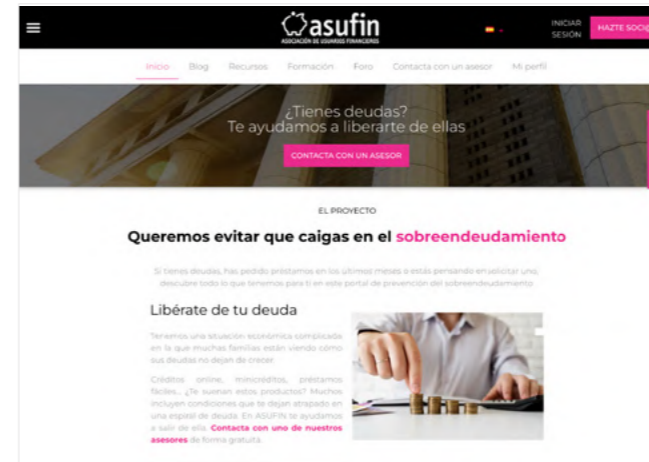 asufin
ASOCIACIÓN DE USUARIOS FINANCIEROS
INICIAR
SESIÓN
HAZTE SOCI@
Inicio Blog Recursos Formación Foro Contacta con un asesor Mi perfil
¿Tienes deudas?
Te ayudamos a liberarte de ellas
CONTACTA CON UN ASESOR
EL PROYECTO
Queremos evitar que caigas en el sobreendeudamiento
Si tienes deudas, has pedido préstamos en los últimos meses o estás pensando en solicitar uno,
descubre todo lo que tenemos para ti en este portal de prevención del sobreendeudamiento
Libérate de tu deuda
Tenemos una situación económica complicada
en la que muchas familias están viendo cómo
sus deudas no dejan de crecer.
Créditos online, minicréditos, préstamos
fáciles... ¿Te suenan estos productos? Muchos
incluyen condiciones que te dejan atrapado en
una espiral de deuda. En ASUFIN te ayudamos
a salir de ella. Contacta con uno de nuestros
asesores de forma gratuita.